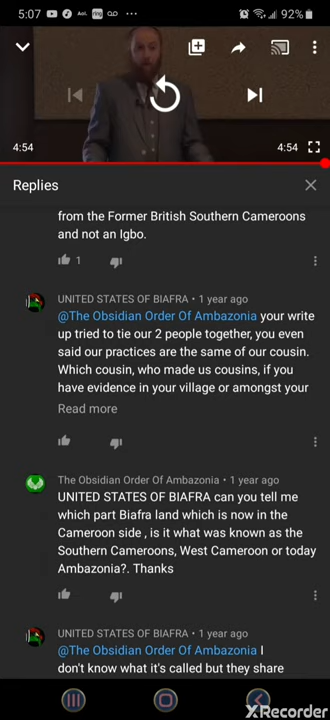 5:07 Aol. ring 92%
4:54 4:54
Replies
from the Former British Southern Cameroons
and not an Igbo.
1
UNITED STATES OF BIAFRA • 1 year ago
@The Obsidian Order Of Ambazonia your write
up tried to tie our 2 people together, you even
said our practices are the same of our cousin.
Which cousin, who made us cousins, if you
have evidence in your village or amongst your
Read more
The Obsidian Order Of Ambazonia • 1 year ago
UNITED STATES OF BIAFRA can you tell me
which part Biafra land which is now in the
Cameroon side , is it what was known as the
Southern Cameroons, West Cameroon or today
Ambazonia?. Thanks
UNITED STATES OF BIAFRA • 1 year ago
@The Obsidian Order Of Ambazonia I
don't know what it's called but they share
XRecorder